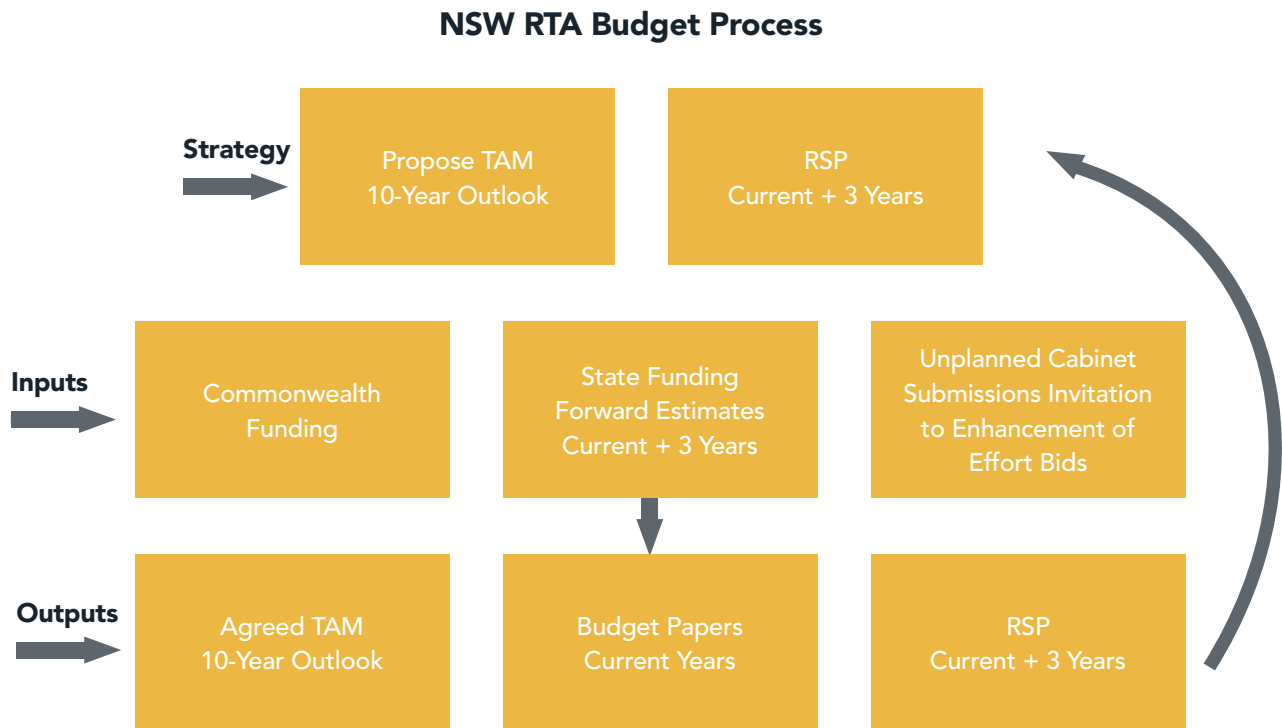 NSW RTA Budget Process
Strategy
Propose TAM
10-Year Outlook
RSP
Current + 3 Years
Inputs
Commonwealth
Funding
State Funding
Forward Estimates
Current + 3 Years
Unplanned Cabinet
Submissions Invitation
to Enhancement of
Effort Bids
Outputs
Agreed TAM
10-Year Outlook
Budget Papers
Current Years
RSP
Current + 3 Years